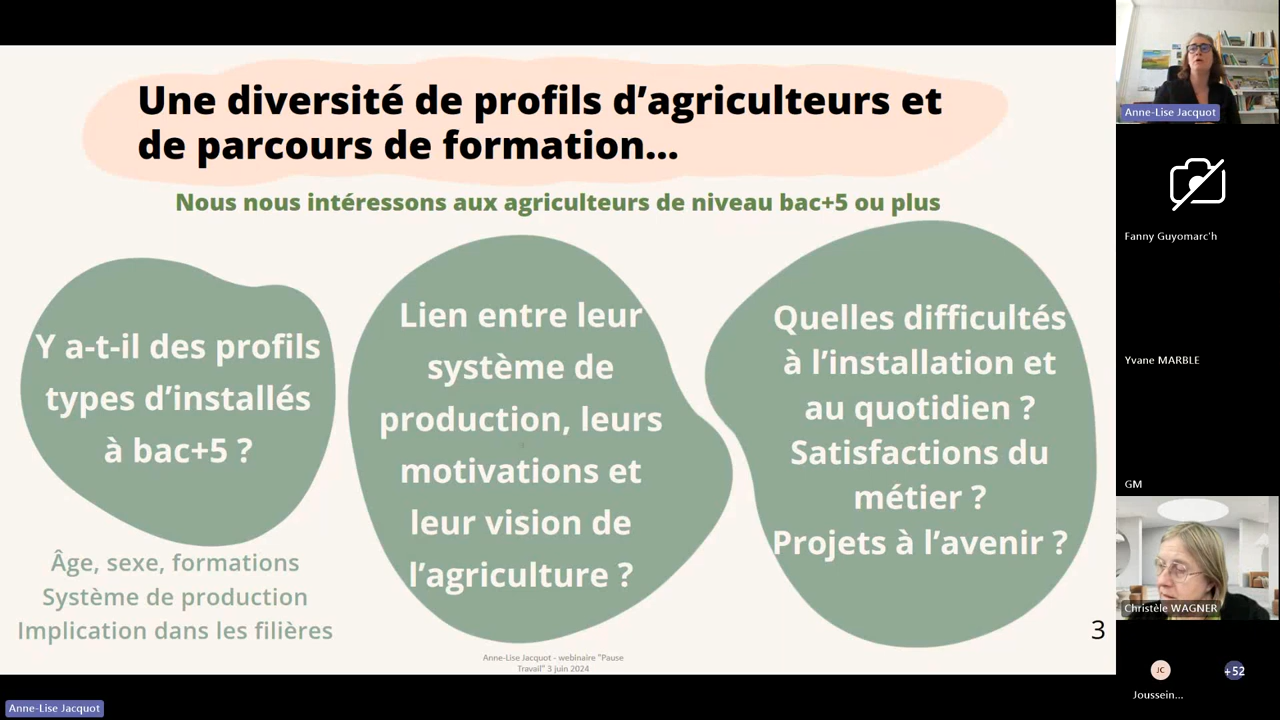 Une diversité de profils d’agriculteurs et
de parcours de formation...
Nous nous intéressons aux agriculteurs de niveau bac+5 ou plus
Y a-t-il des profils
types d’installés
à bac+5 ?
Âge, sexe, formations
Système de production
Implication dans les filières
Lien entre leur
système de
production, leurs
motivations et
leur vision de
l’agriculture ?
Quelles difficultés
à l’installation et
au quotidien ?
Satisfactions du
métier ?
Projets à l’avenir ?
3
Anne-Lise Jacquot - webinaire "Pause
Travail" 3 juin 2024
Anne-Lise Jacquot
Anne-Lise Jacquot
Fanny Guyomarc'h
Yvane MARBLE
GM
Christèle WAGNER
JC
+52
Joussein...